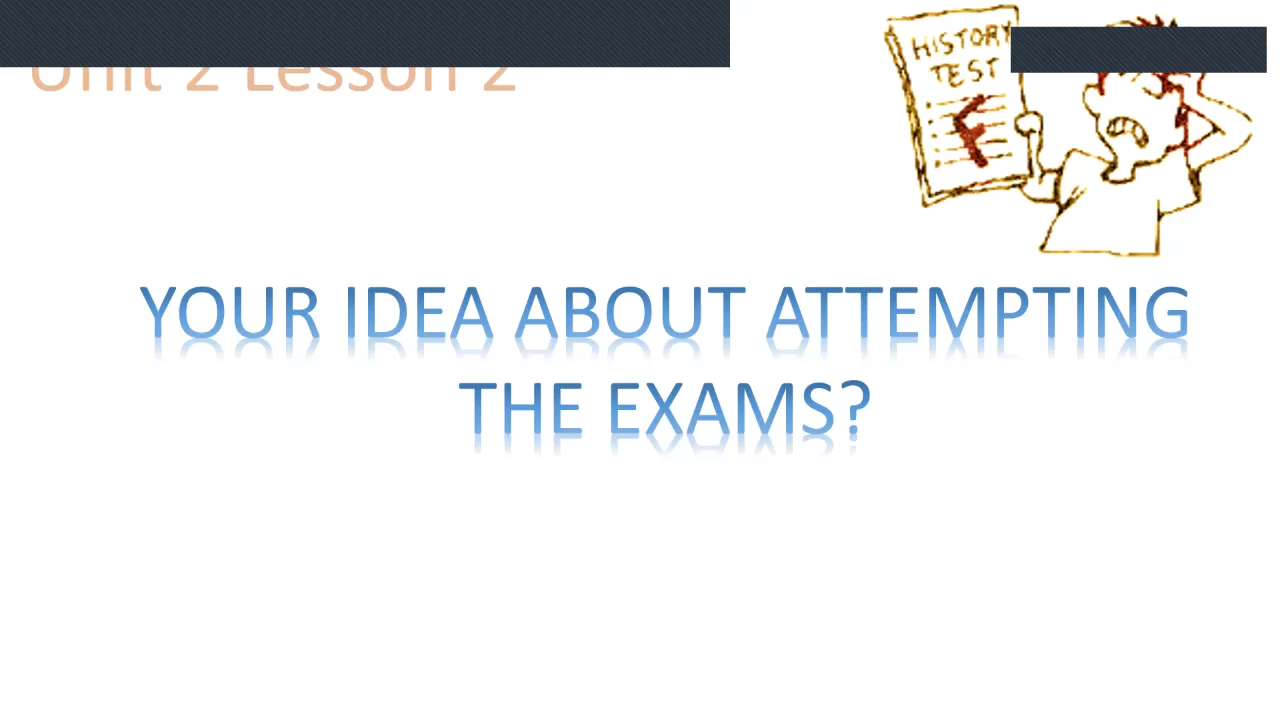 Unit 2 Lesson 2
HISTORY
TEST
F
YOUR IDEA ABOUT ATTEMPTING
THE EXAMS?